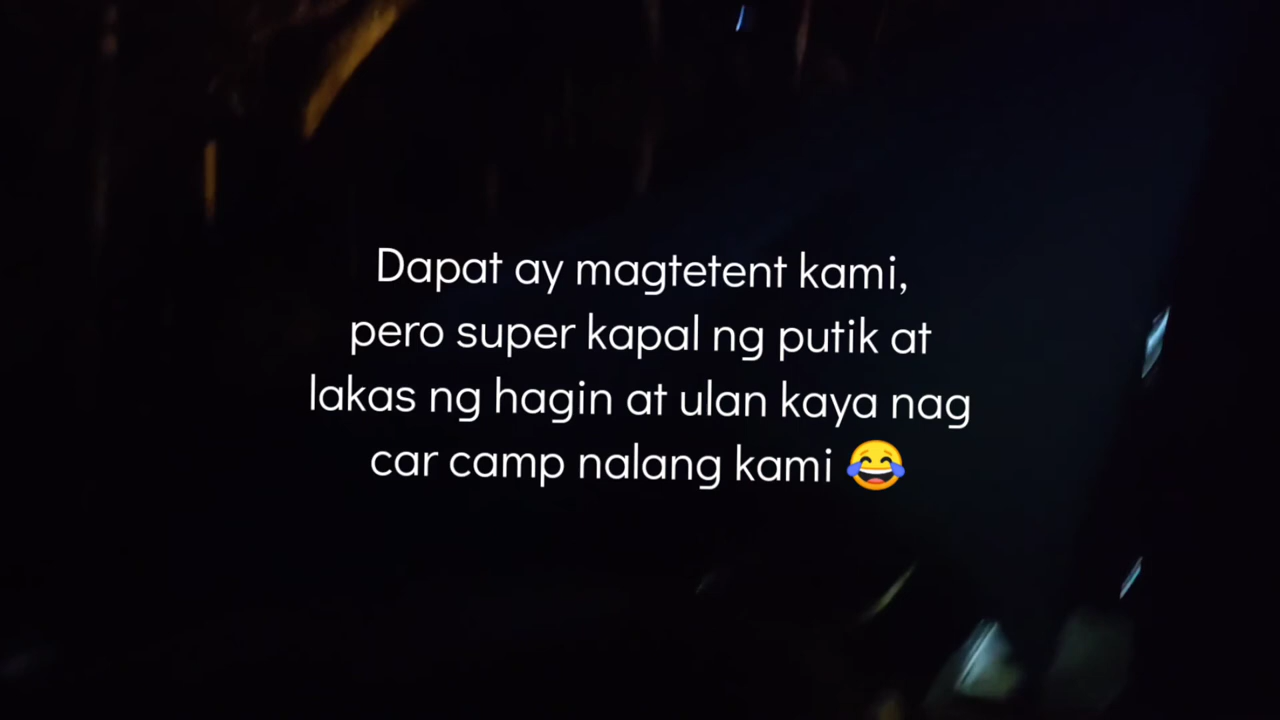 Dapat ay magtetent kami,
pero super kapal ng putik at
lakas ng hagin at ulan kaya nag
car camp nalang kami 😂